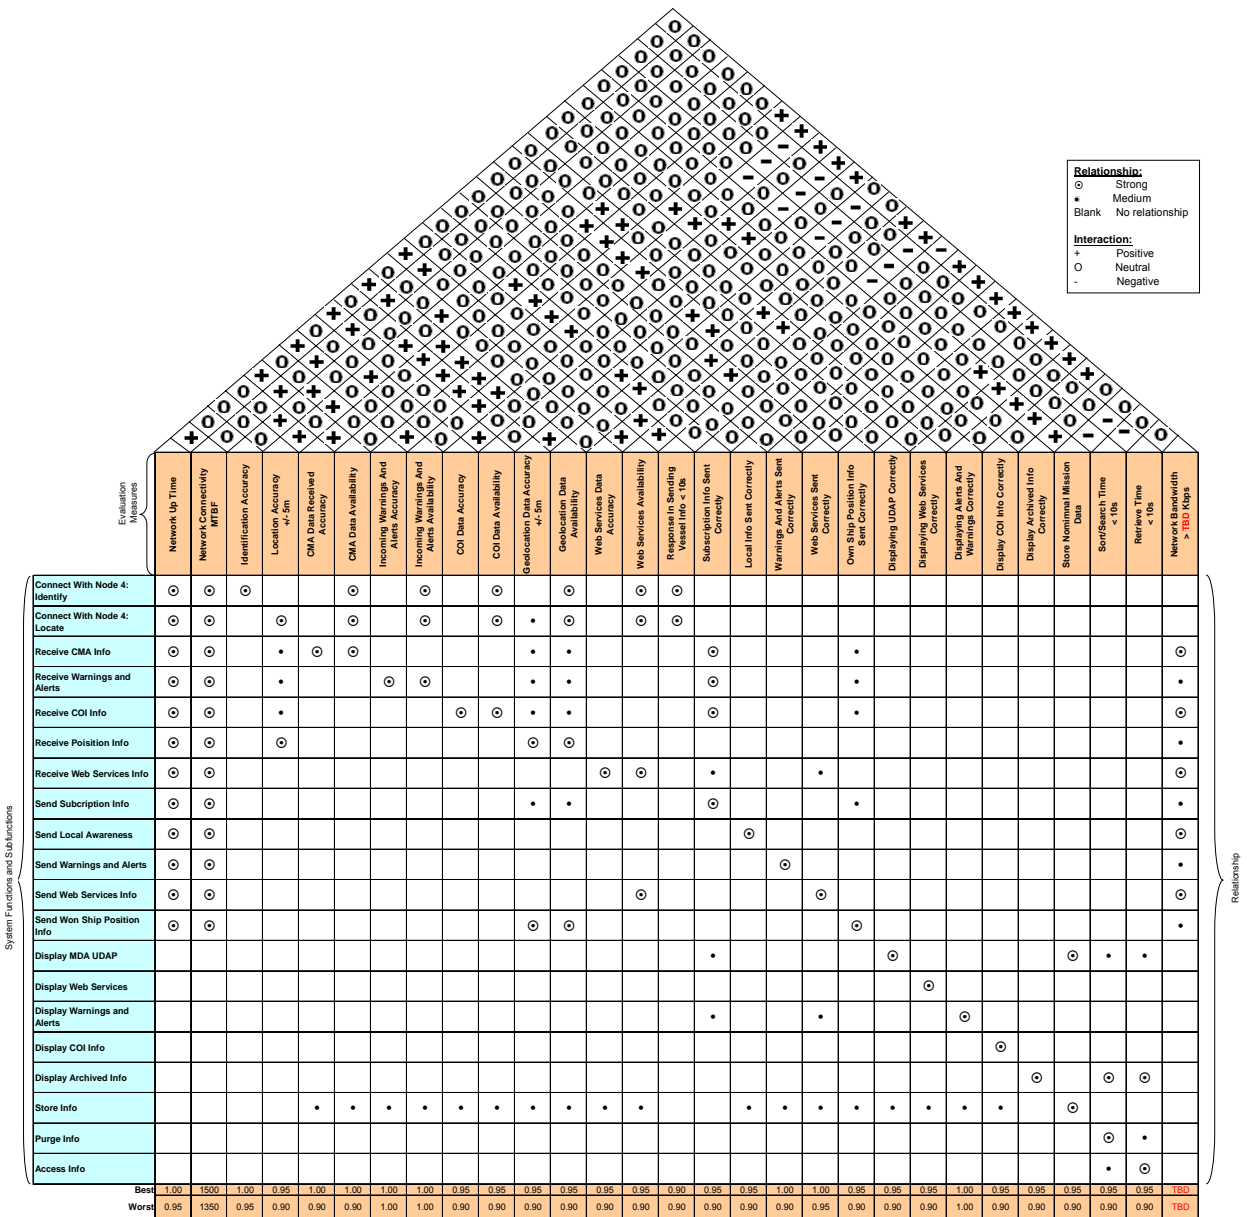 Relationship:
Strong
Medium
Blank No relationship
Interaction:
+ Positive
O Neutral
- Negative
Evaluation
Measures
Network Up Time
Network Connectivity
MTBF
Identification Accuracy
Location Accuracy
+/- 5m
CMA Data Received
Accuracy
CMA Data Availability
Incoming Warnings And
Alerts Accuracy
Incoming Warnings And
Alerts Availability
COI Data Accuracy
COI Data Availability
Geolocation Data Accuracy
+/- 5m
Geolocation Data
Availability
Web Services Data
Accuracy
Web Services Availability
Response In Sending
Vessel Info < 10s
Subscription Info Sent
Correctly
Local Info Sent Correctly
Warnings And Alerts Sent
Correctly
Web Services Sent
Correctly
Own Ship Position Info
Sent Correctly
Displaying UDAP Correctly
Displaying Web Services
Correctly
Displaying Alerts And
Warnings Correctly
Display COI Info Correctly
Display Archived Info
Correctly
Store Nomimnal Mission
Data
Sort/Search Time
< 10s
Retrieve Time
< 10s
Network Bandwidth
> TBD Kbps
System Functions and Subfunctions
Connect With Node 4:
Identify
Connect With Node 4:
Locate
Receive CMA Info
Receive Warnings and
Alerts
Receive COI Info
Receive Poisition Info
Receive Web Services Info
Send Subcription Info
Send Local Awareness
Send Warnings and Alerts
Send Web Services Info
Send Won Ship Position
Info
Display MDA UDAP
Display Web Services
Display Warnings and
Alerts
Display COI Info
Display Archived Info
Store Info
Purge Info
Access Info
Relationship
Best 1.00 1500 1.00 0.95 1.00 1.00 1.00 1.00 0.95 0.95 0.95 0.95 0.95 0.95 0.90 0.95 0.95 1.00 1.00 0.95 0.95 0.95 1.00 0.95 0.95 0.95 0.95 0.95 TBD
Worst 0.95 1350 0.95 0.90 0.90 0.90 1.00 1.00 0.90 0.90 0.90 0.90 0.90 0.90 0.90 0.90 0.90 0.90 0.95 0.90 0.90 0.90 1.00 0.90 0.90 0.90 0.90 0.90 TBD